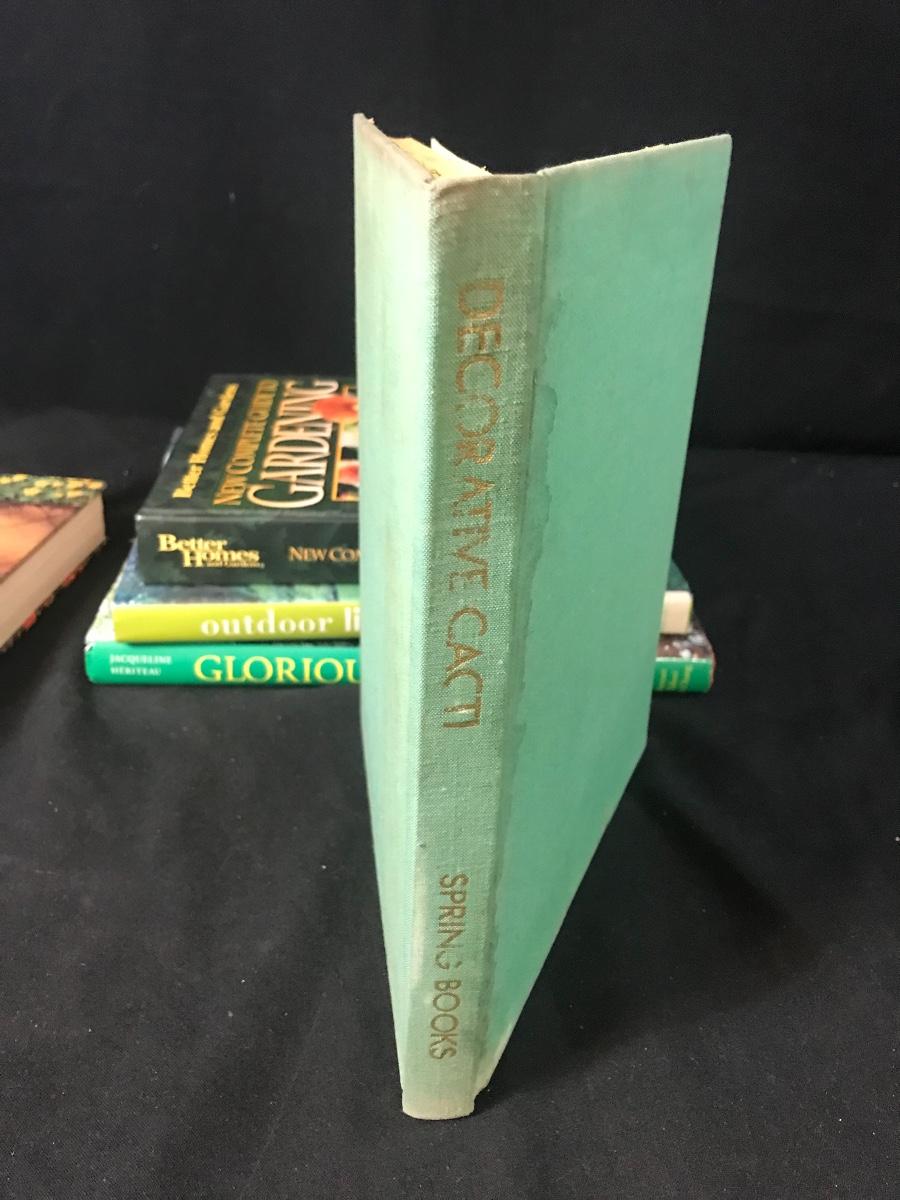 DECORATIVE CACTI
SPRING BOOKS
Better Homes and Gardens
NEW COMPLETE GUIDE TO
GARDENING
Better
Homes
and Gardens
NEW COM
outdoor li
JACQUELINE
HÉRITEAU
GLORIOU